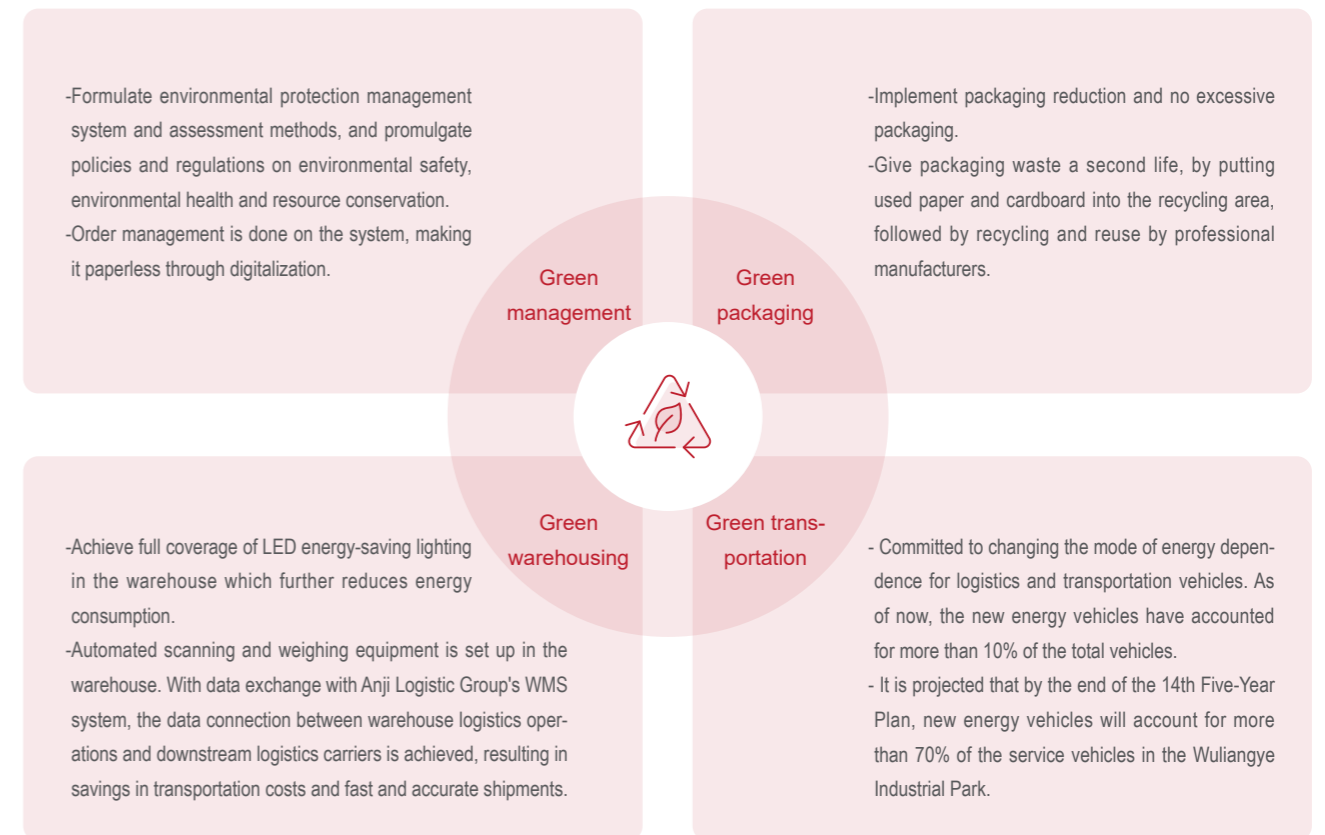 -Formulate environmental protection management
system and assessment methods, and promulgate
policies and regulations on environmental safety,
environmental health and resource conservation.
-Order management is done on the system, making
it paperless through digitalization.
Green
management
-Implement packaging reduction and no excessive
packaging.
-Give packaging waste a second life, by putting
used paper and cardboard into the recycling area,
followed by recycling and reuse by professional
manufacturers.
Green
packaging
-Achieve full coverage of LED energy-saving lighting
in the warehouse which further reduces energy
consumption.
-Automated scanning and weighing equipment is set up in the
warehouse. With data exchange with Anji Logistic Group's WMS
system, the data connection between warehouse logistics oper-
ations and downstream logistics carriers is achieved, resulting in
savings in transportation costs and fast and accurate shipments.
Green
warehousing
Green trans-
portation
- Committed to changing the mode of energy depen-
dence for logistics and transportation vehicles. As
of now, the new energy vehicles have accounted
for more than 10% of the total vehicles.
- It is projected that by the end of the 14th Five-Year
Plan, new energy vehicles will account for more
than 70% of the service vehicles in the Wuliangye
Industrial Park.